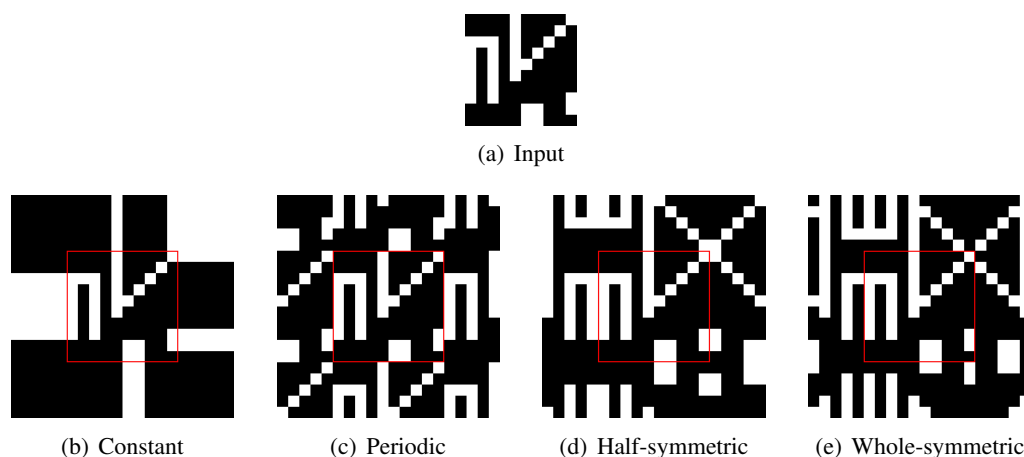 (a) Input
(b) Constant
(c) Periodic
(d) Half-symmetric
(e) Whole-symmetric